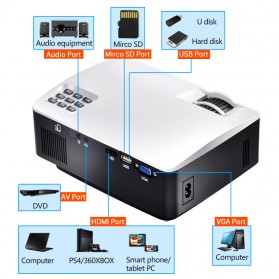 U disk
Hard disk
Audio equipment
Mirco SD
Audio Port
Mirco SD Port
USB Port
AV Port
DVD
HDMI Port
VGA Port
Computer
PS4/360XBOX
Smart phone/
tablet PC
Computer